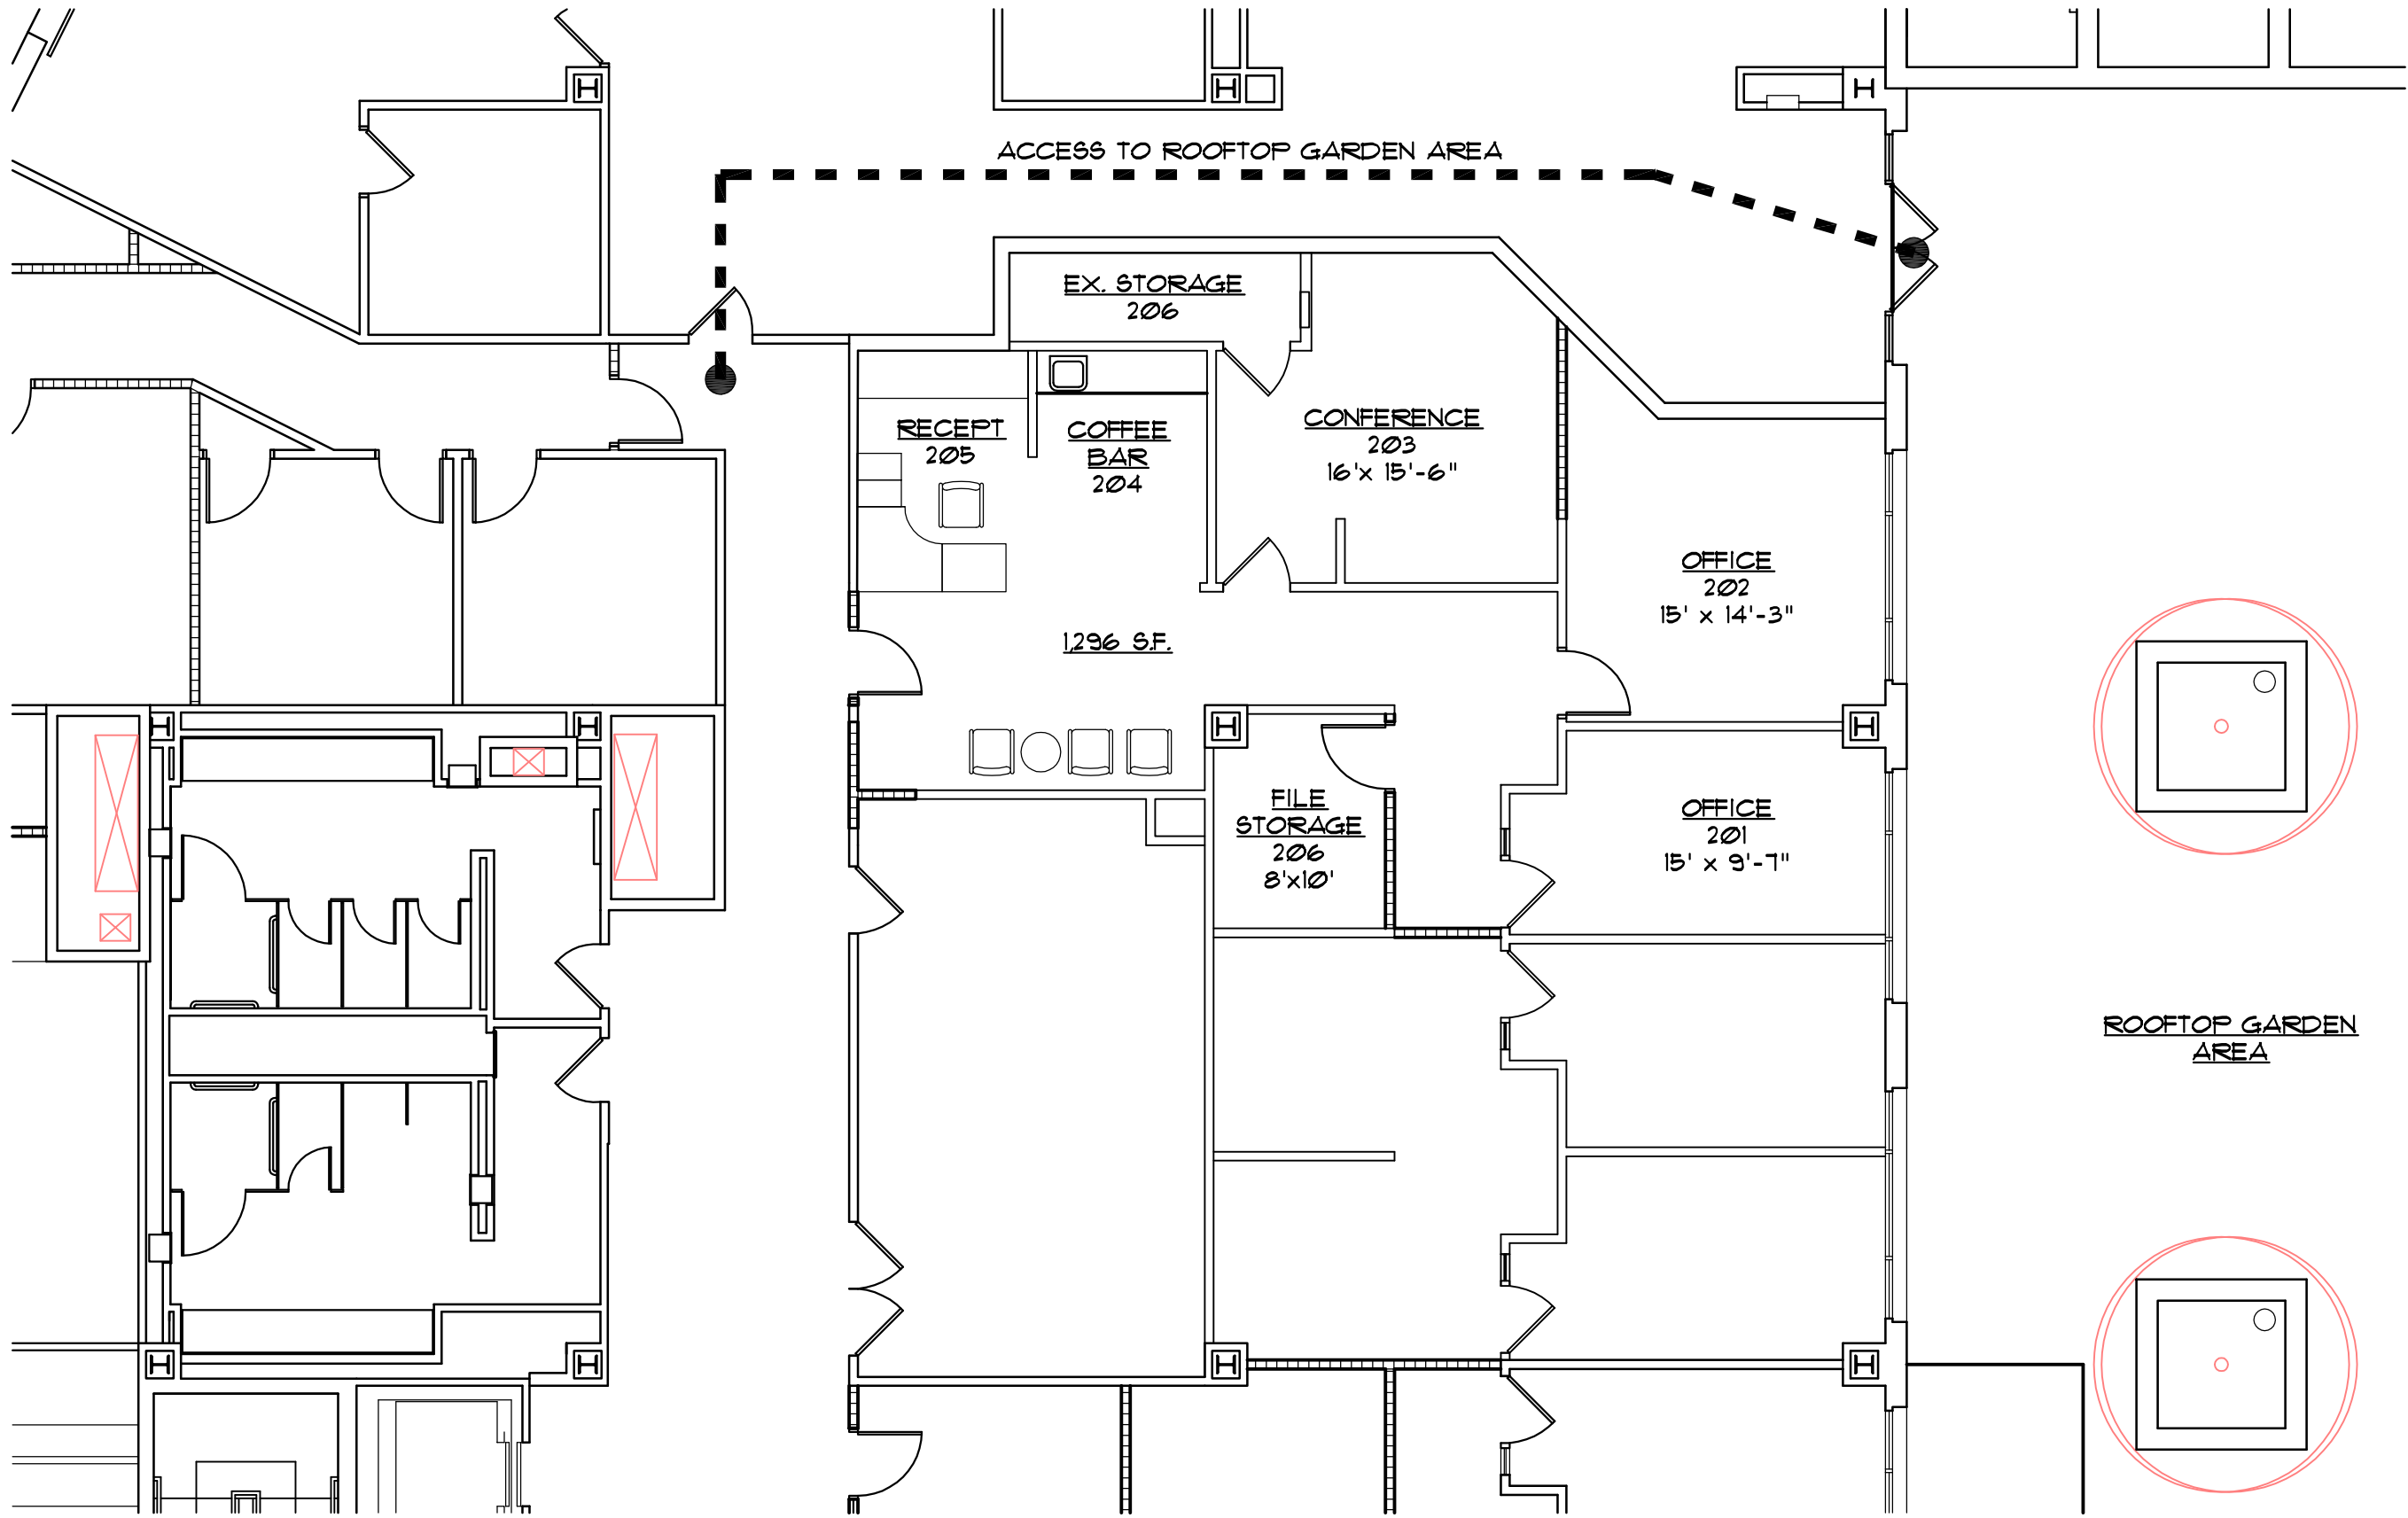 ACCESS TO ROOFTOP GARDEN AREA
EX. STORAGE
206
RECEPT
205
COFFEE
BAR
204
CONFERENCE
203
16'x 15'-6"
OFFICE
202
15' x 14'-3"
1,296 S.F.
FILE
STORAGE
206
8'x10'
OFFICE
201
15' x 9'-7"
ROOFTOP GARDEN
AREA